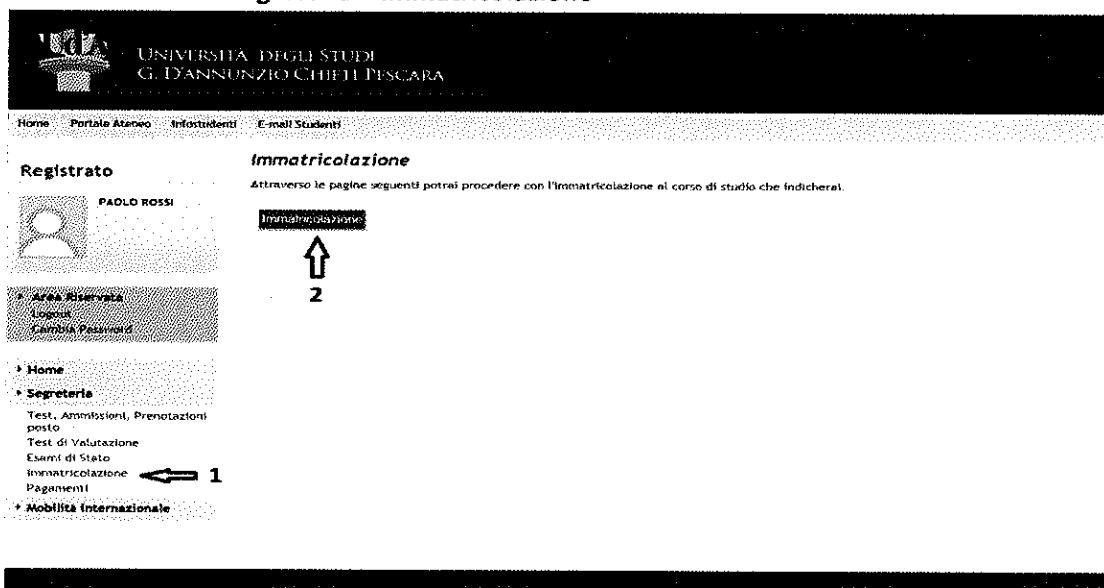 UdA
UNIVERSITÀ DEGLI STUDI
G. D'ANNUNZIO CHIETI PESCARA
Home Portale Ateneo Infostudenti E-mail Studenti
Registrato
PAOLO ROSSI
Area Riservata
Logout
Cambia Password
Home
Segreteria
Test, Ammissioni, Prenotazioni
posto
Test di Valutazione
Esami di Stato
Immatricolazione
1
Pagamenti
Mobilità Internazionale
Immatricolazione
Attraverso le pagine seguenti potrai procedere con l'immatricolazione al corso di studio che indicherai.
Immatricolazione
2